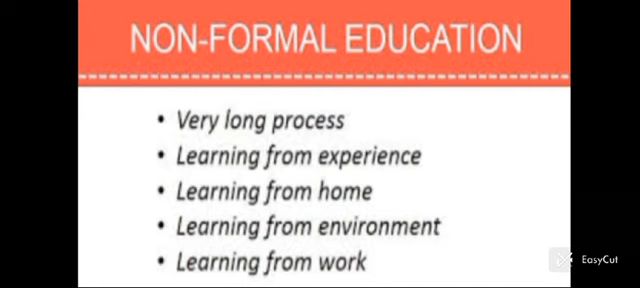 NON-FORMAL EDUCATION
• Very long process
• Learning from experience
• Learning from home
• Learning from environment
• Learning from work
EasyCut